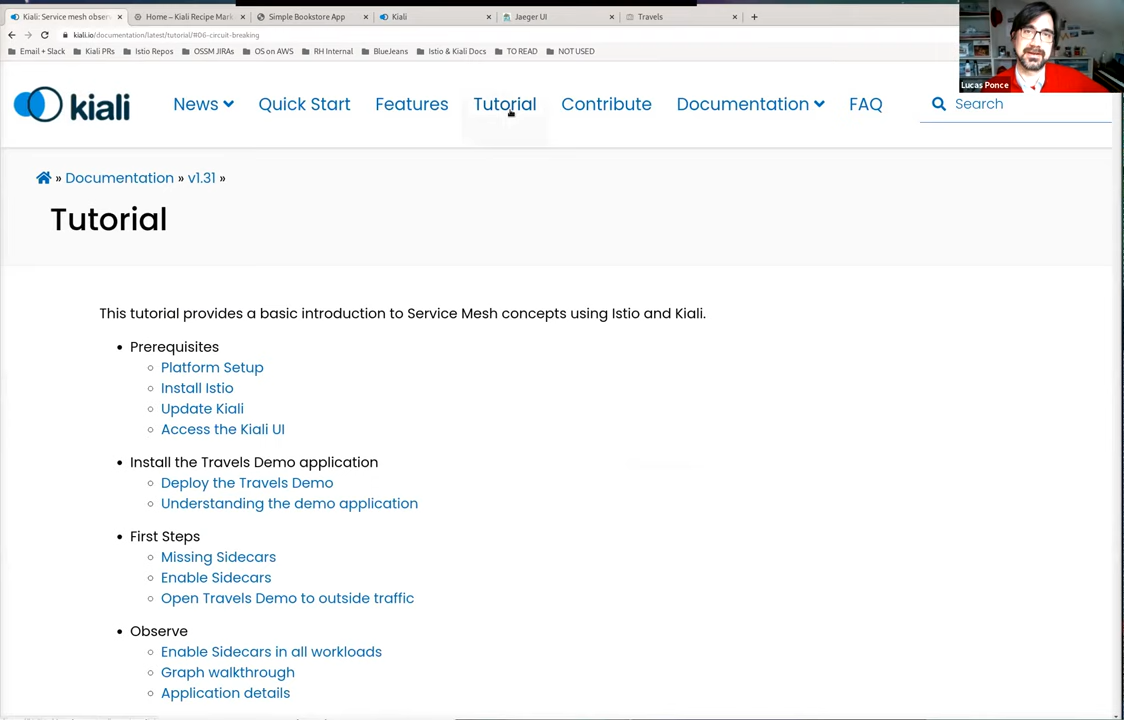 Kiali: Service mesh obser
Home – Kiali Recipe Mark
Simple Bookstore App
Kiali
Jaeger UI
Travels
kiali.io/documentation/latest/tutorial/#06-circuit-breaking
Email + Slack
Kiali PRs
Istio Repos
OSSM JIRAs
OS on AWS
RH Internal
BlueJeans
Istio & Kiali Docs
TO READ
NOT USED
Lucas Ponce
kiali
News
Quick Start
Features
Tutorial
Contribute
Documentation
FAQ
Search
» Documentation » v1.31 »
Tutorial
This tutorial provides a basic introduction to Service Mesh concepts using Istio and Kiali.
Prerequisites
Platform Setup
Install Istio
Update Kiali
Access the Kiali UI
Install the Travels Demo application
Deploy the Travels Demo
Understanding the demo application
First Steps
Missing Sidecars
Enable Sidecars
Open Travels Demo to outside traffic
Observe
Enable Sidecars in all workloads
Graph walkthrough
Application details